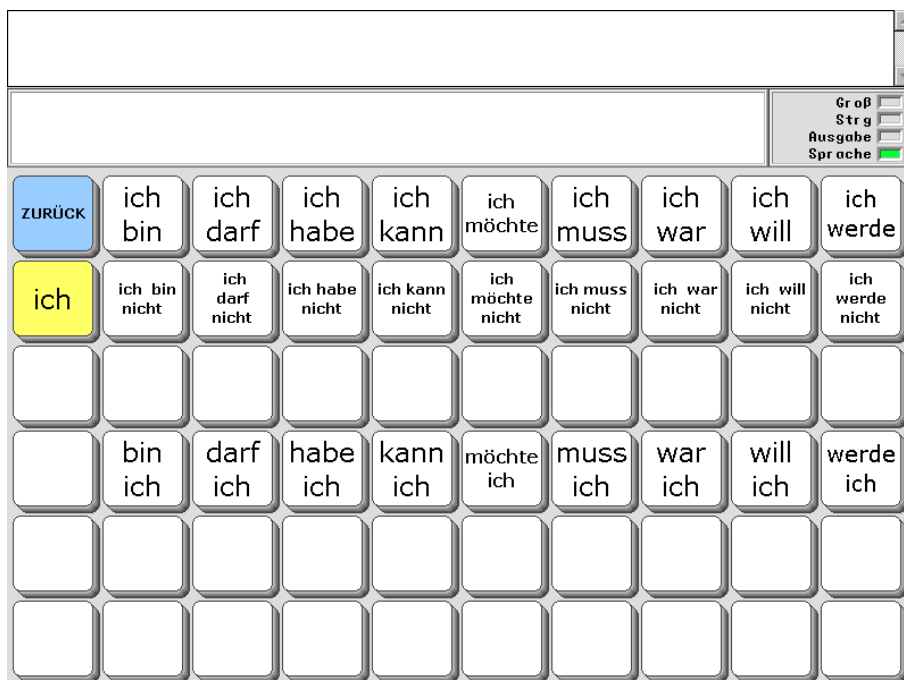 Groß
Strg
Ausgabe
Sprache
ZURÜCK
ich
bin
ich
darf
ich
habe
ich
kann
ich
möchte
ich
muss
ich
war
ich
will
ich
werde
ich
ich bin
nicht
ich
darf
nicht
ich habe
nicht
ich kann
nicht
ich
möchte
nicht
ich muss
nicht
ich war
nicht
ich will
nicht
ich
werde
nicht
bin
ich
darf
ich
habe
ich
kann
ich
möchte
ich
muss
ich
war
ich
will
ich
werde
ich